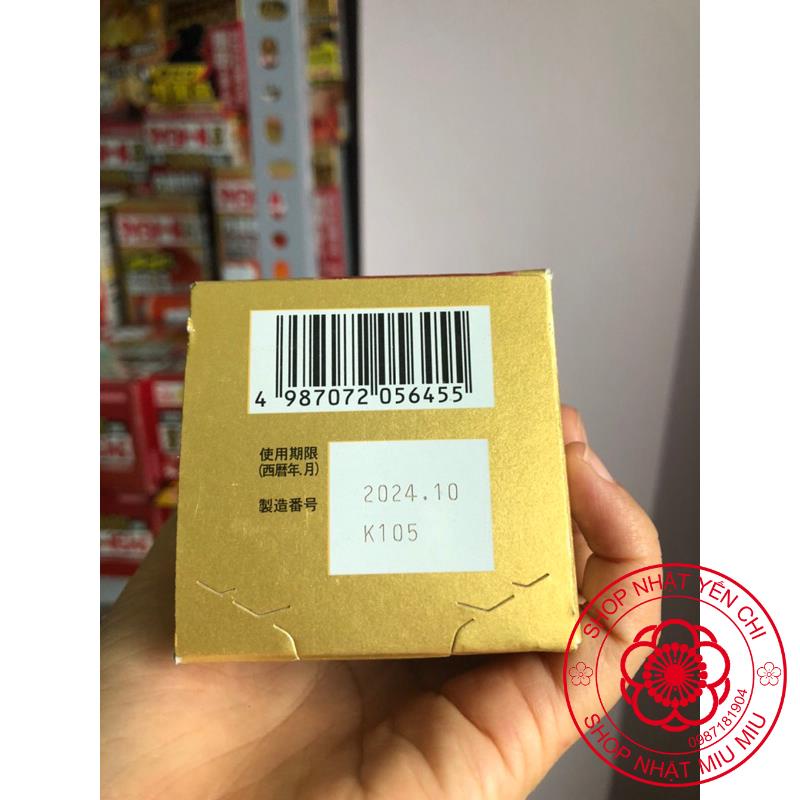 4 987072 056455
使用期限
(西暦年.月)
2024.10
製造番号
K105
SHOP NHẬT YẾN CHI
0987181904
SHOP NHẬT MIU MIU